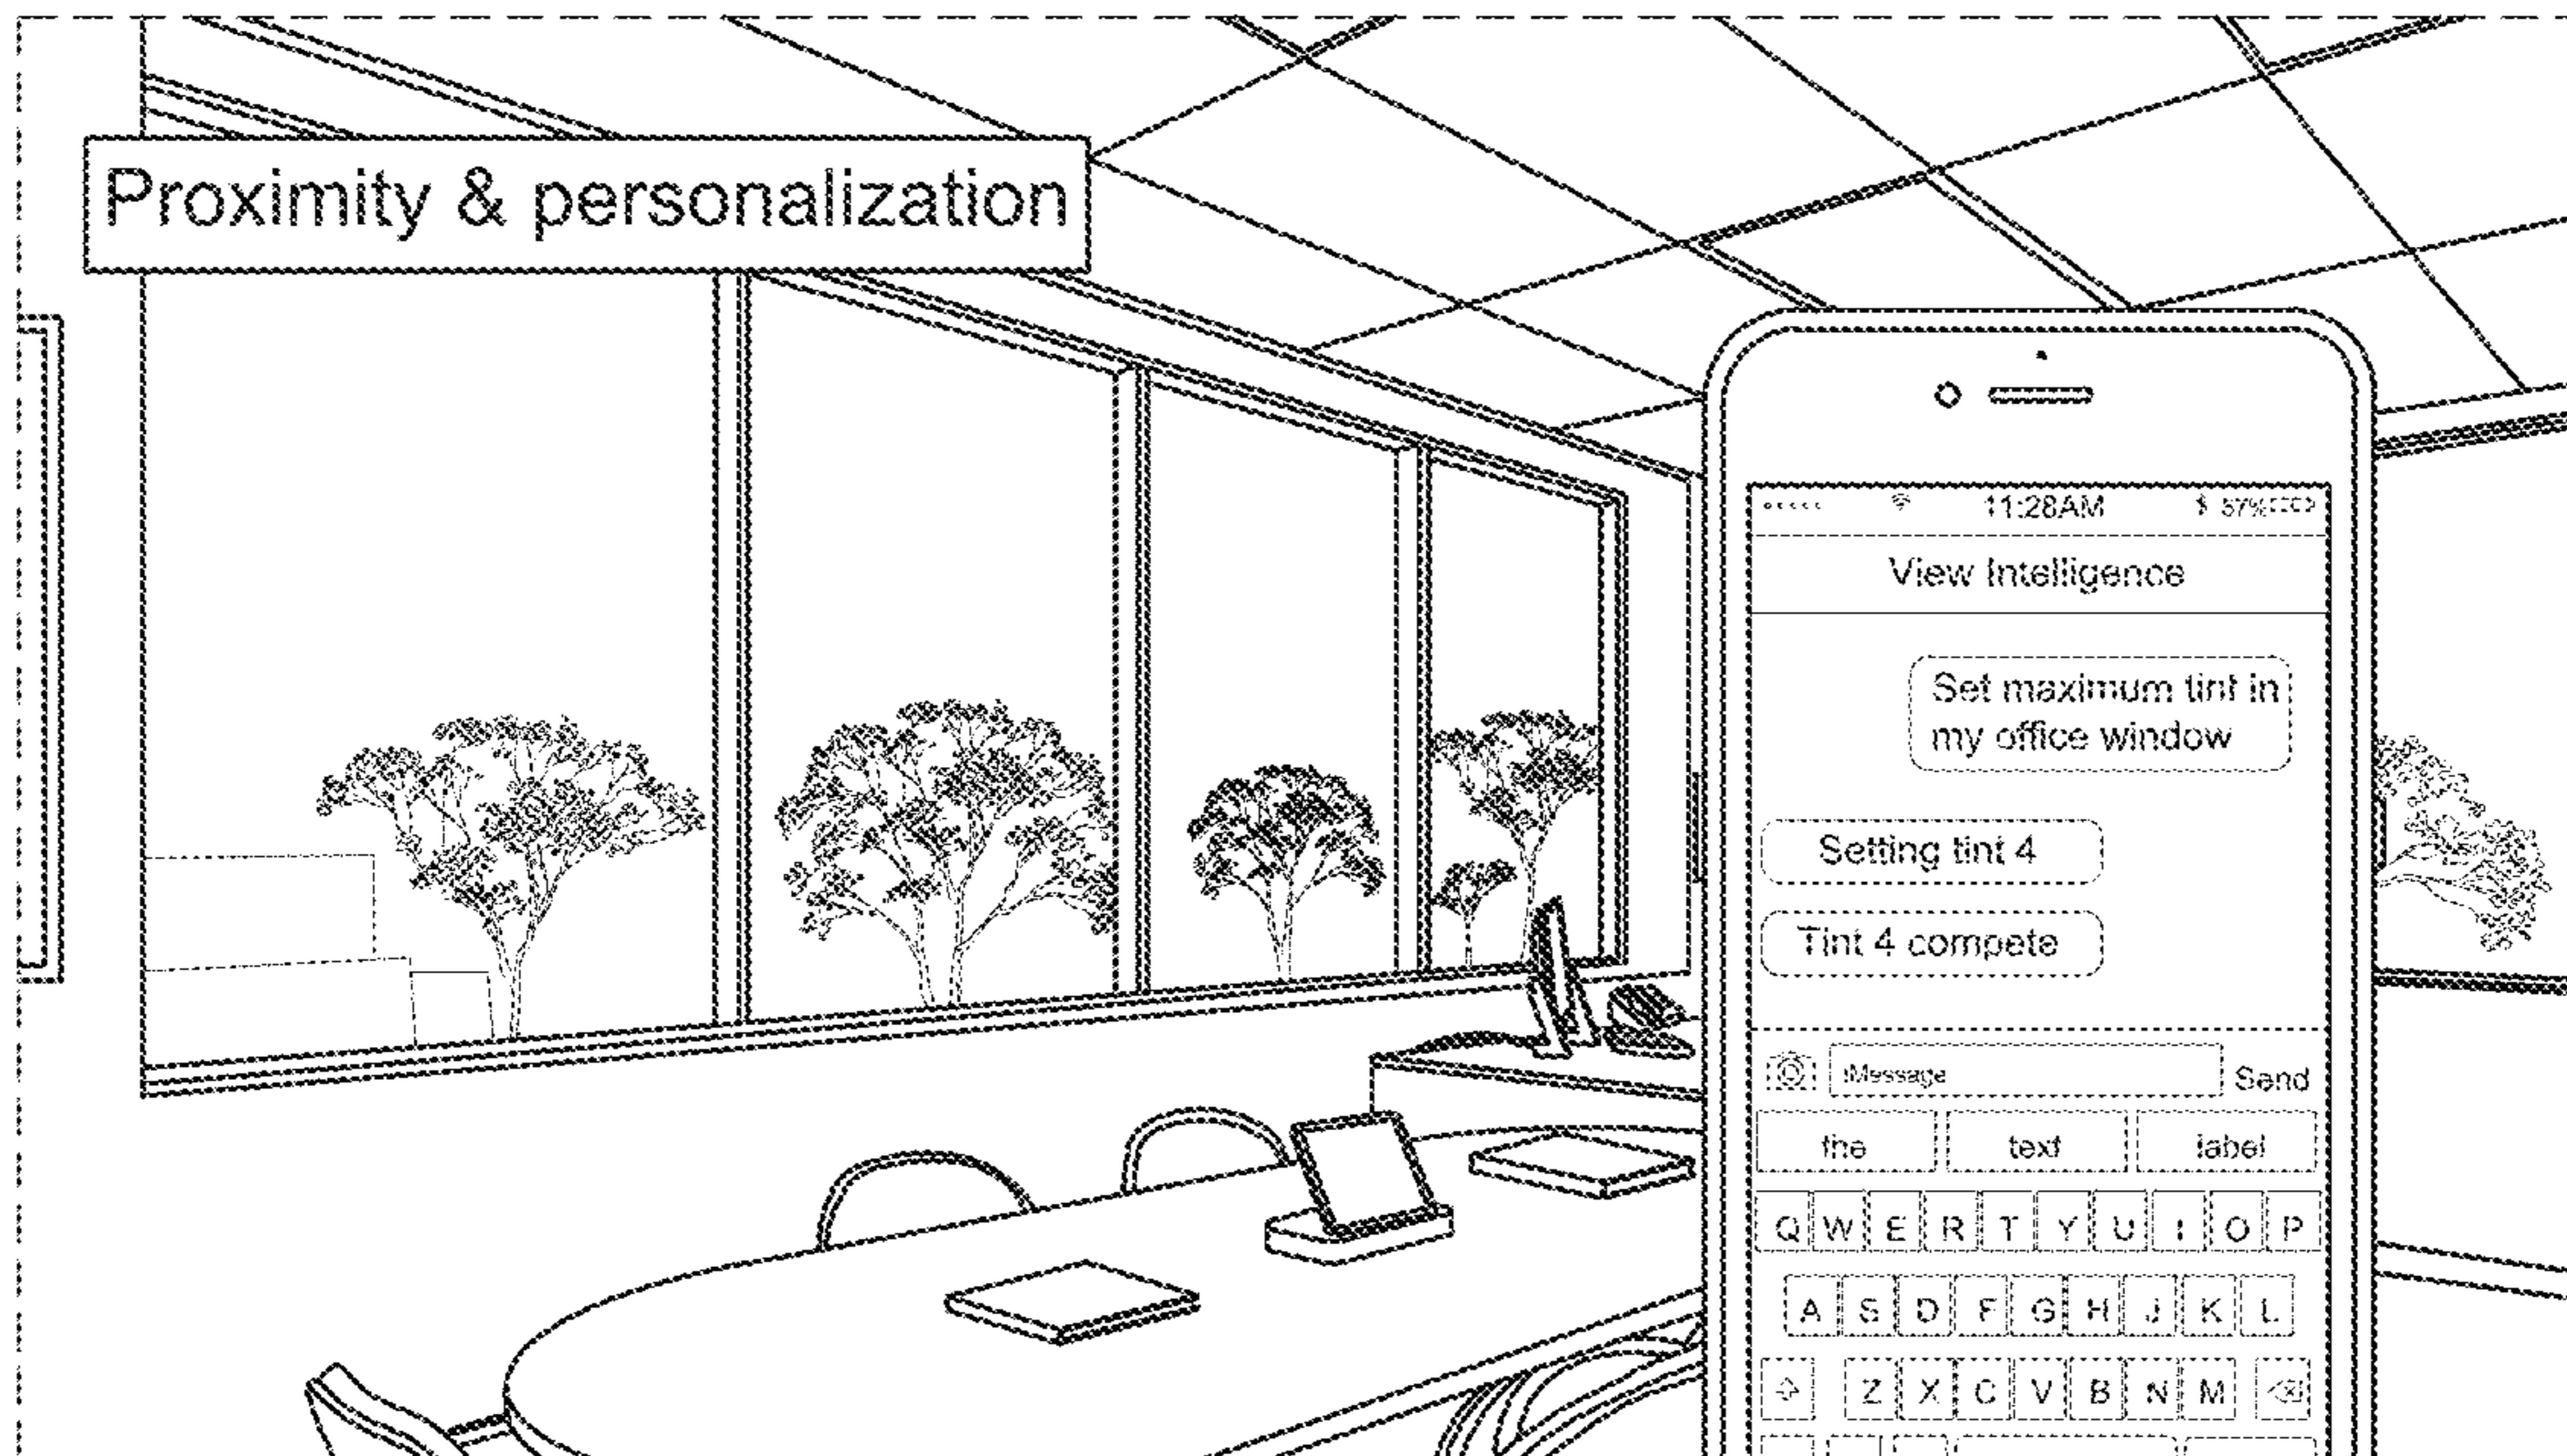 Proximity & personalization
11:28AM 57%
View Intelligence
Set maximum tint in
my office window
Setting tint 4
Tint 4 compete
iMessage Send
the text label
Q W E R T Y U I O P
A S D F G H J K L
Z X C V B N M